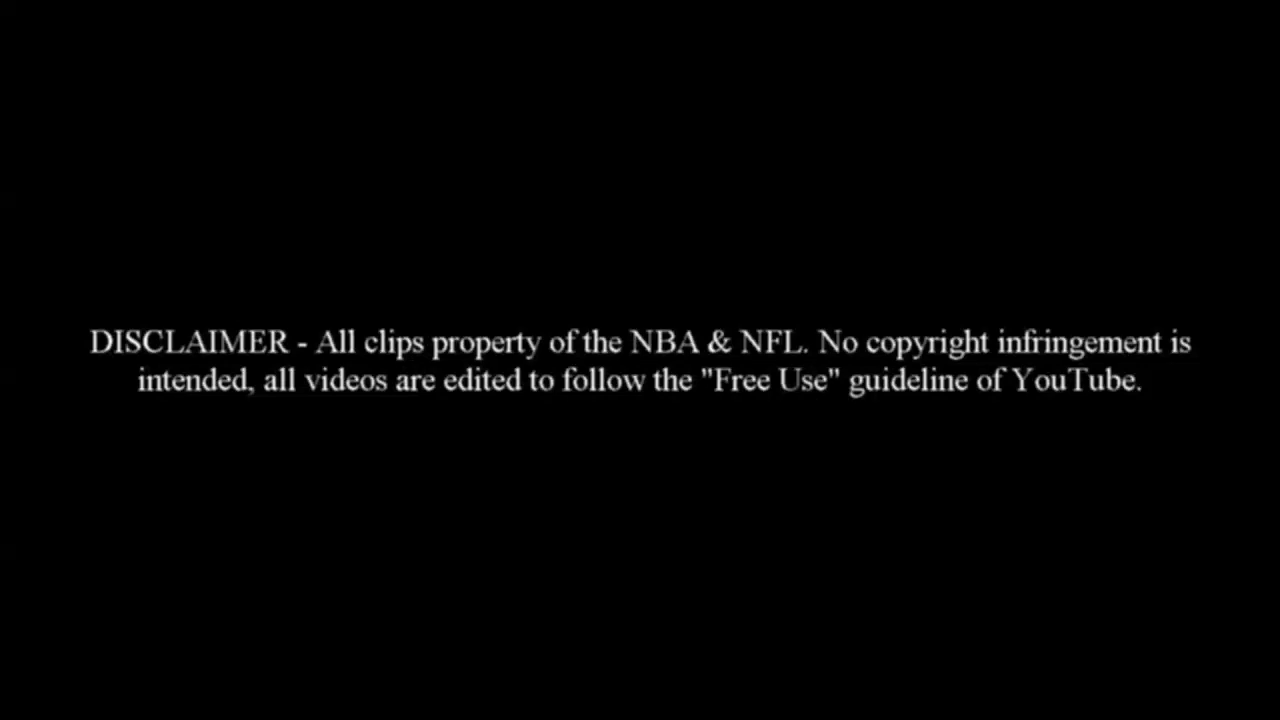 DISCLAIMER - All clips property of the NBA & NFL. No copyright infringement is
intended, all videos are edited to follow the "Free Use" guideline of YouTube.